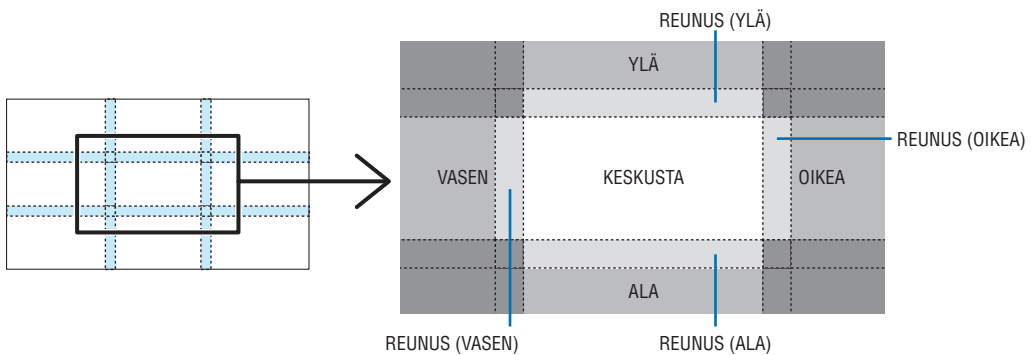 REUNUS (YLÄ)
YLÄ
REUNUS (OIKEA)
VASEN
KESKUSTA
OIKEA
ALA
REUNUS (VASEN)
REUNUS (ALA)